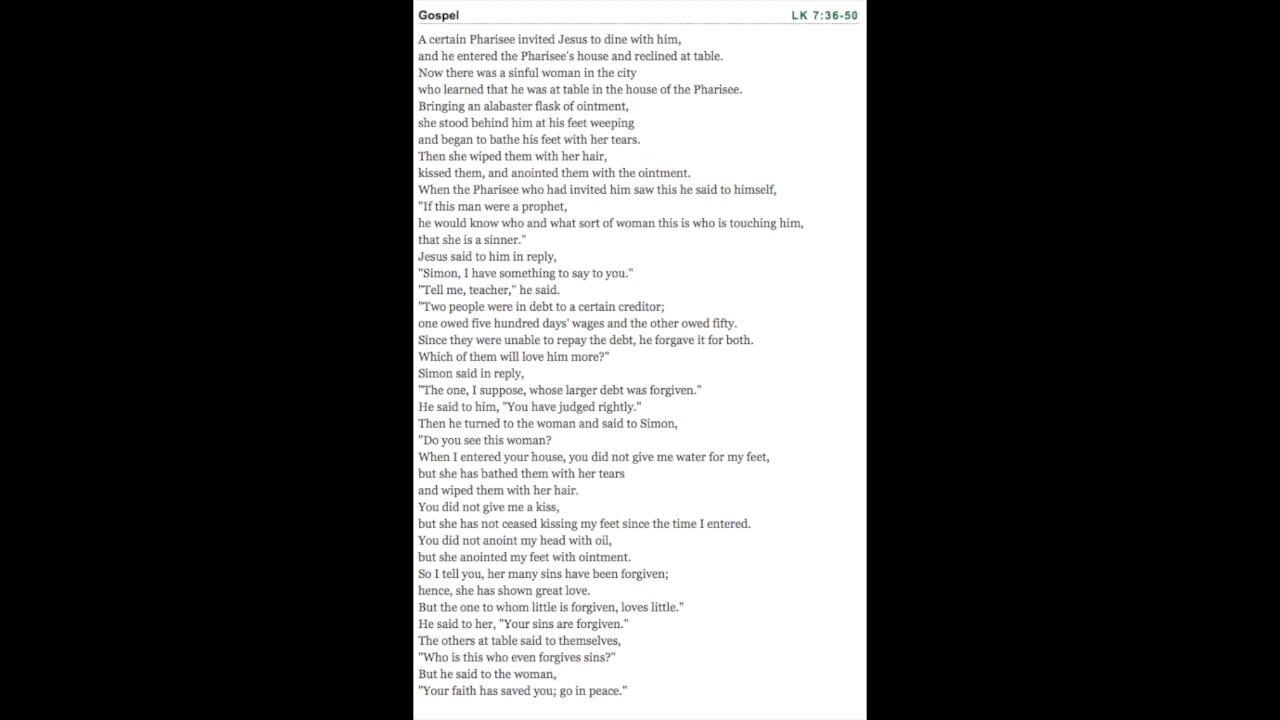 Gospel LK 7:36-50
A certain Pharisee invited Jesus to dine with him,
and he entered the Pharisee's house and reclined at table.
Now there was a sinful woman in the city
who learned that he was at table in the house of the Pharisee.
Bringing an alabaster flask of ointment,
she stood behind him at his feet weeping
and began to bathe his feet with her tears.
Then she wiped them with her hair,
kissed them, and anointed them with the ointment.
When the Pharisee who had invited him saw this he said to himself,
"If this man were a prophet,
he would know who and what sort of woman this is who is touching him,
that she is a sinner."
Jesus said to him in reply,
"Simon, I have something to say to you."
"Tell me, teacher," he said.
"Two people were in debt to a certain creditor;
one owed five hundred days' wages and the other owed fifty.
Since they were unable to repay the debt, he forgave it for both.
Which of them will love him more?"
Simon said in reply,
"The one, I suppose, whose larger debt was forgiven."
He said to him, "You have judged rightly."
Then he turned to the woman and said to Simon,
"Do you see this woman?
When I entered your house, you did not give me water for my feet,
but she has bathed them with her tears
and wiped them with her hair.
You did not give me a kiss,
but she has not ceased kissing my feet since the time I entered.
You did not anoint my head with oil,
but she anointed my feet with ointment.
So I tell you, her many sins have been forgiven;
hence, she has shown great love.
But the one to whom little is forgiven, loves little."
He said to her, "Your sins are forgiven."
The others at table said to themselves,
"Who is this who even forgives sins?"
But he said to the woman,
"Your faith has saved you; go in peace."